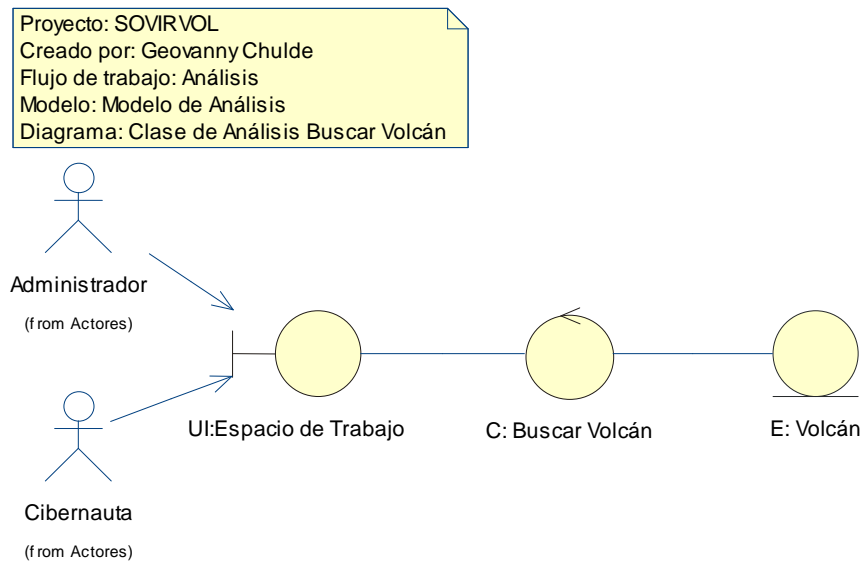 Proyecto: SOVIRVOL
Creado por: Geovanny Chulde
Flujo de trabajo: Análisis
Modelo: Modelo de Análisis
Diagrama: Clase de Análisis Buscar Volcán
Administrador
(from Actores)
UI:Espacio de Trabajo
C: Buscar Volcán
E: Volcán
Cibernauta
(from Actores)